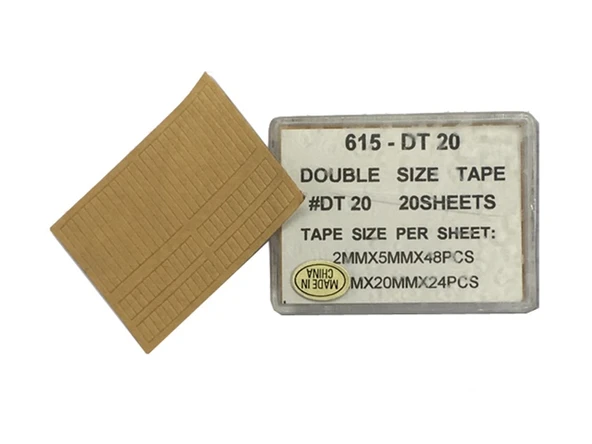 615 - DT 20
DOUBLE SIZE TAPE
#DT 20 20SHEETS
TAPE SIZE PER SHEET:
2MMX5MMX48PCS
MX20MMX24PCS
MADE IN
CHINA